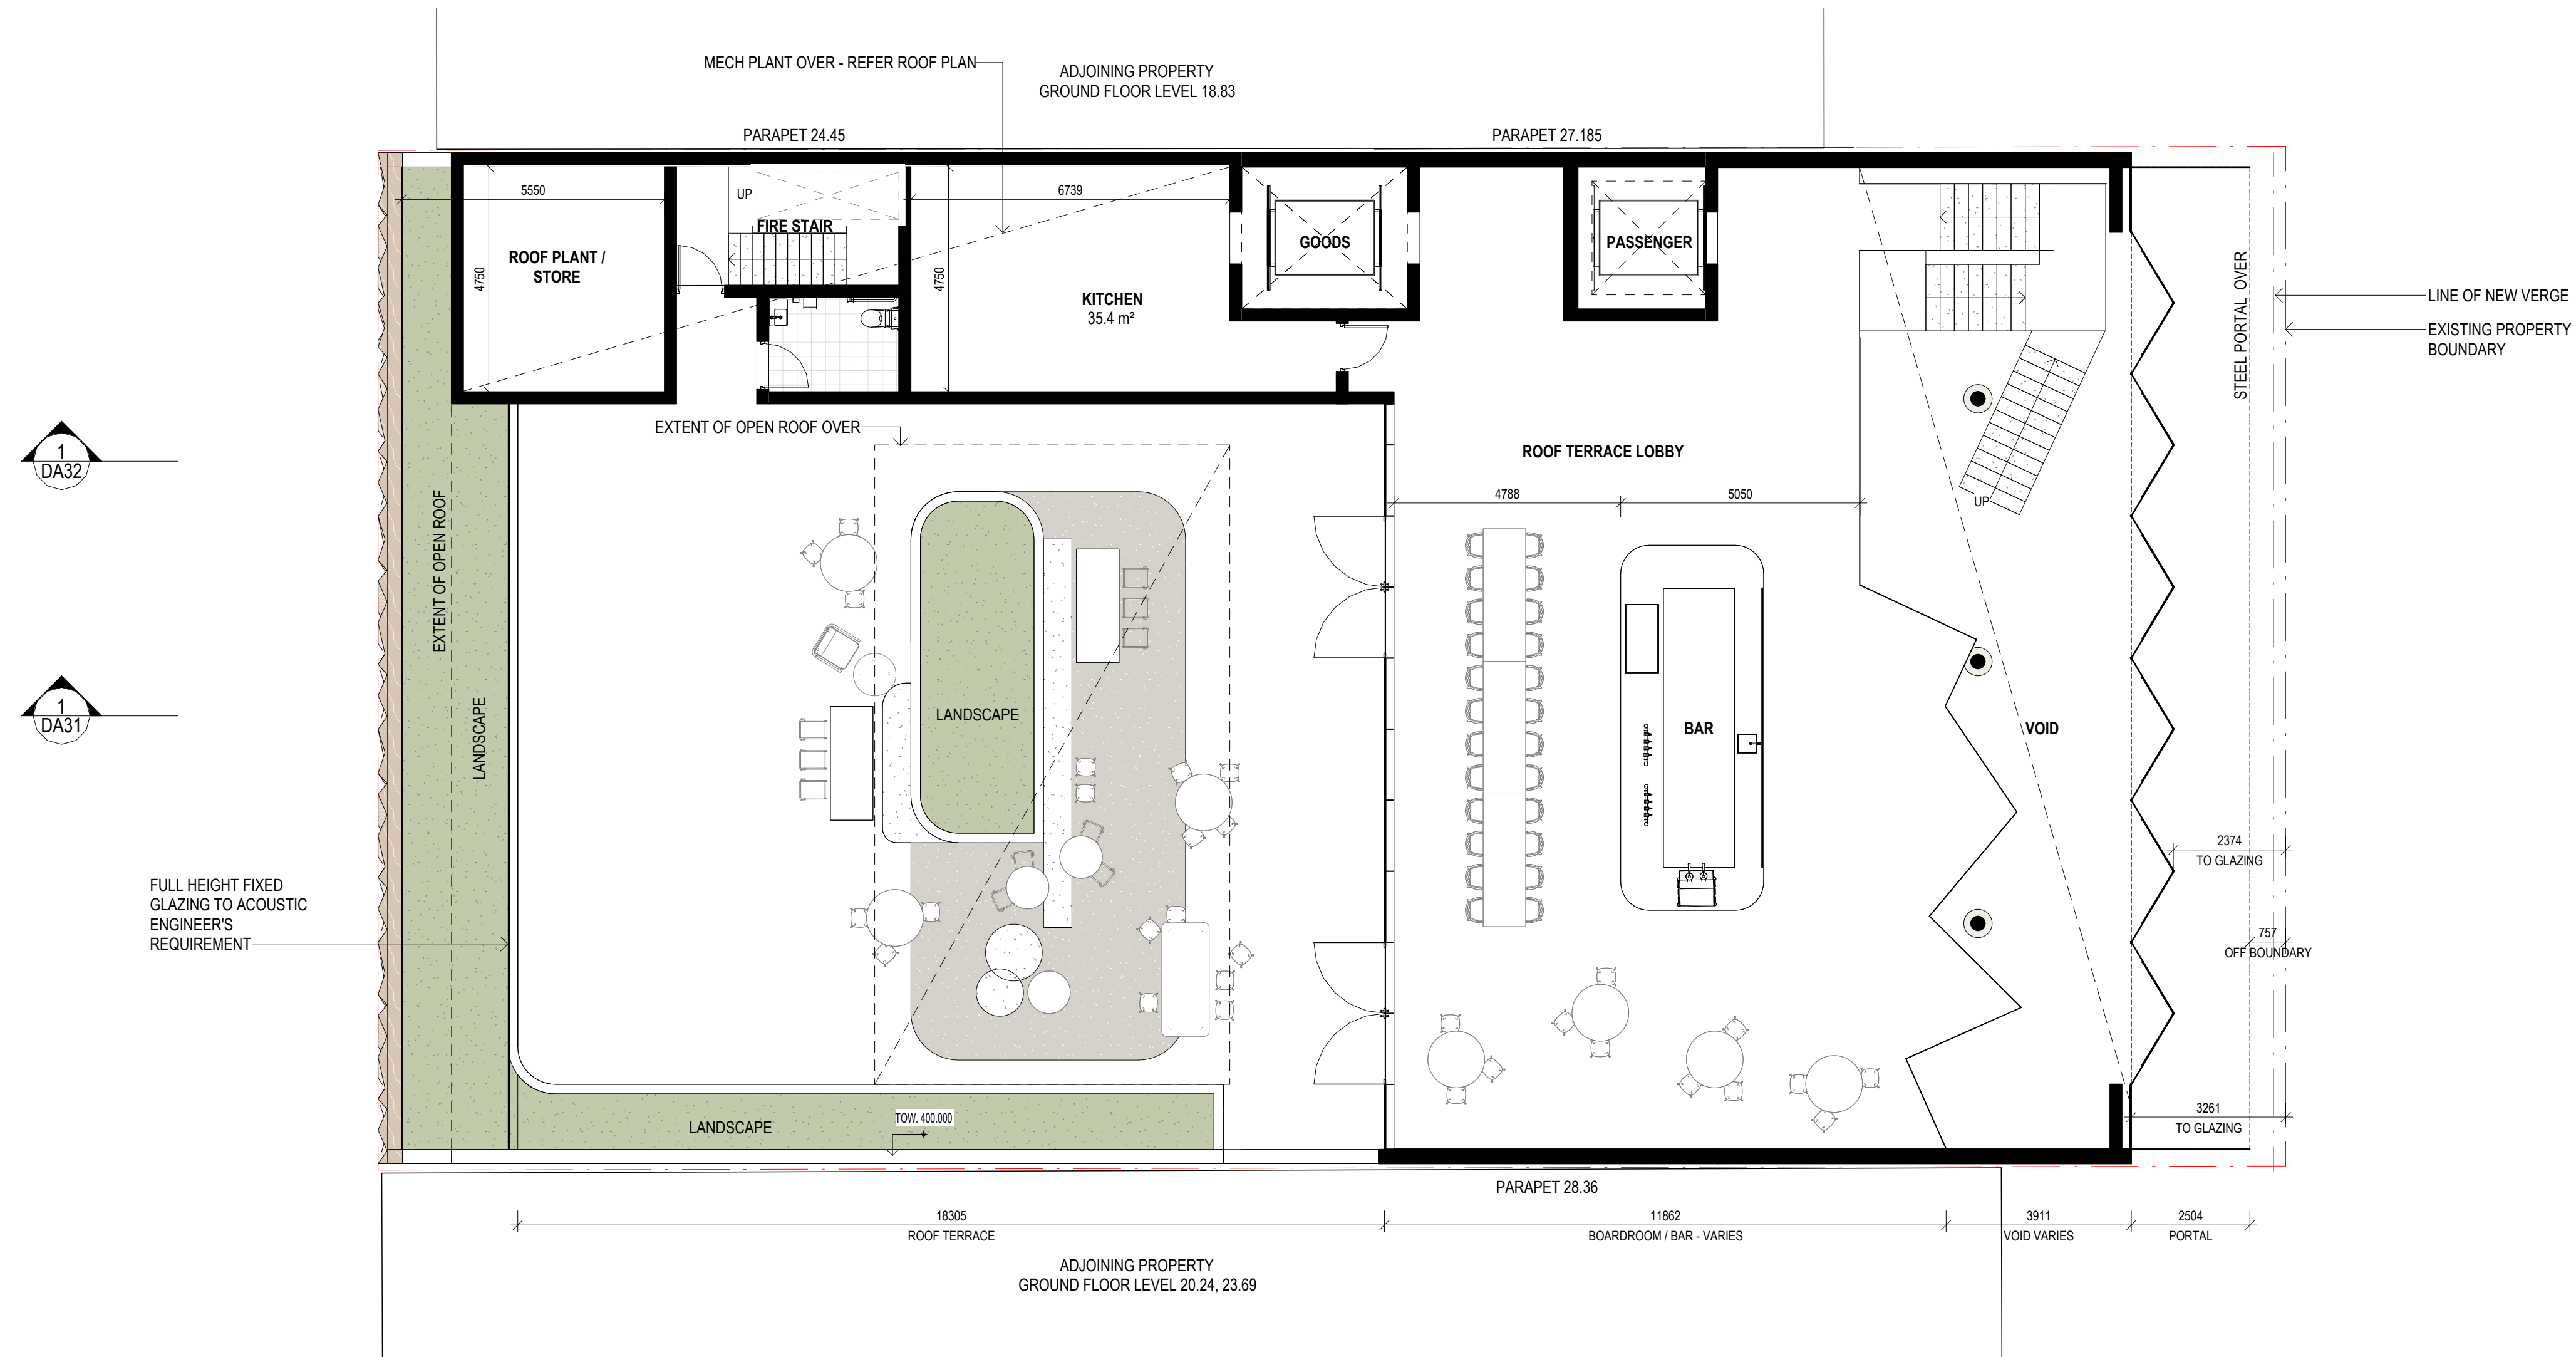 MECH PLANT OVER - REFER ROOF PLAN
ADJOINING PROPERTY
GROUND FLOOR LEVEL 18.83
PARAPET 24.45
PARAPET 27.185
5550
UP
6739
FIRE STAIR
ROOF PLANT /
STORE
4750
4750
KITCHEN
35.4 m²
GOODS
PASSENGER
STEEL PORTAL OVER
LINE OF NEW VERGE
EXISTING PROPERTY
BOUNDARY
EXTENT OF OPEN ROOF OVER
1
DA32
ROOF TERRACE LOBBY
4788
5050
UP
EXTENT OF OPEN ROOF
LANDSCAPE
LANDSCAPE
1
DA31
BAR
VOID
2374
TO GLAZING
FULL HEIGHT FIXED
GLAZING TO ACOUSTIC
ENGINEER'S
REQUIREMENT
757
OFF BOUNDARY
TOW. 400.000
LANDSCAPE
3261
TO GLAZING
PARAPET 28.36
18305
ROOF TERRACE
11862
BOARDROOM / BAR - VARIES
3911
VOID VARIES
2504
PORTAL
ADJOINING PROPERTY
GROUND FLOOR LEVEL 20.24, 23.69